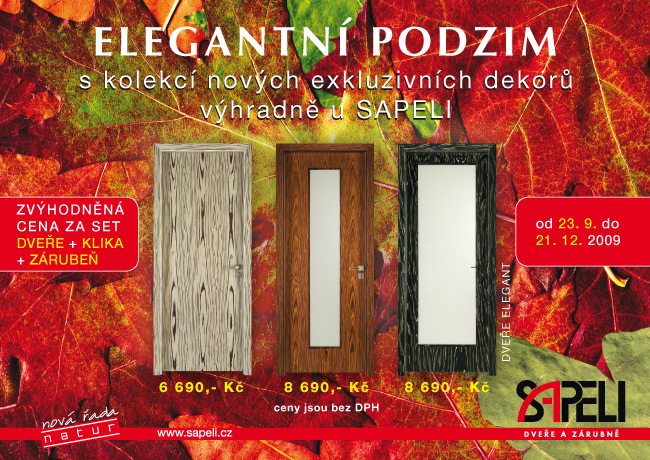 ELEGANTNÍ PODZIM
s kolekcí nových exkluzivních dekorů
výhradně u SAPELI
ZVÝHODNĚNÁ
CENA ZA SET
DVEŘE + KLIKA
+ ZÁRUBEŇ
od 23. 9. do
21. 12. 2009
DVEŘE ELEGANT
6 690,- Kč
8 690,- Kč
8 690,- Kč
ceny jsou bez DPH
nová řada
natur
www.sapeli.cz
SAPELI
DVEŘE A ZÁRUBNĚ